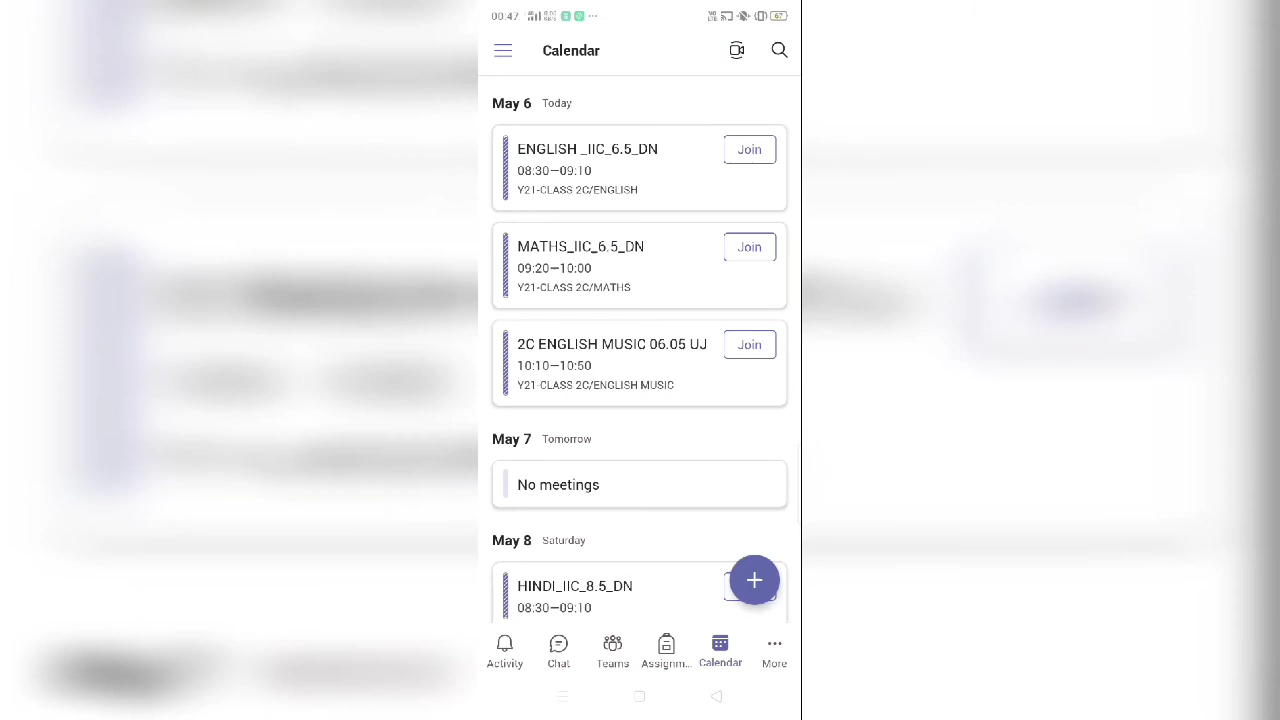 00:47 67
Calendar
May 6 Today
ENGLISH _IIC_6.5_DN
Join
08:30—09:10
Y21-CLASS 2C/ENGLISH
MATHS_IIC_6.5_DN
Join
09:20—10:00
Y21-CLASS 2C/MATHS
2C ENGLISH MUSIC 06.05 UJ
Join
10:10—10:50
Y21-CLASS 2C/ENGLISH MUSIC
May 7 Tomorrow
No meetings
May 8 Saturday
HINDI_IIC_8.5_DN
08:30—09:10
Activity Chat Teams Assignm... Calendar More